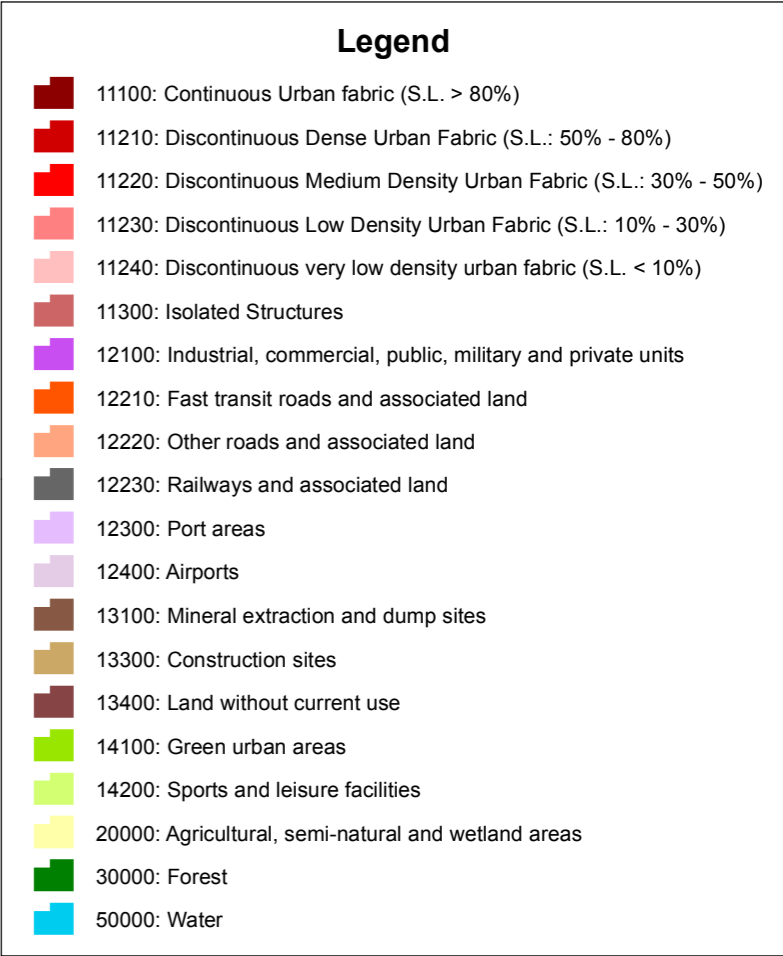 Legend
11100: Continuous Urban fabric (S.L. > 80%)
11210: Discontinuous Dense Urban Fabric (S.L.: 50% - 80%)
11220: Discontinuous Medium Density Urban Fabric (S.L.: 30% - 50%)
11230: Discontinuous Low Density Urban Fabric (S.L.: 10% - 30%)
11240: Discontinuous very low density urban fabric (S.L. < 10%)
11300: Isolated Structures
12100: Industrial, commercial, public, military and private units
12210: Fast transit roads and associated land
12220: Other roads and associated land
12230: Railways and associated land
12300: Port areas
12400: Airports
13100: Mineral extraction and dump sites
13300: Construction sites
13400: Land without current use
14100: Green urban areas
14200: Sports and leisure facilities
20000: Agricultural, semi-natural and wetland areas
30000: Forest
50000: Water